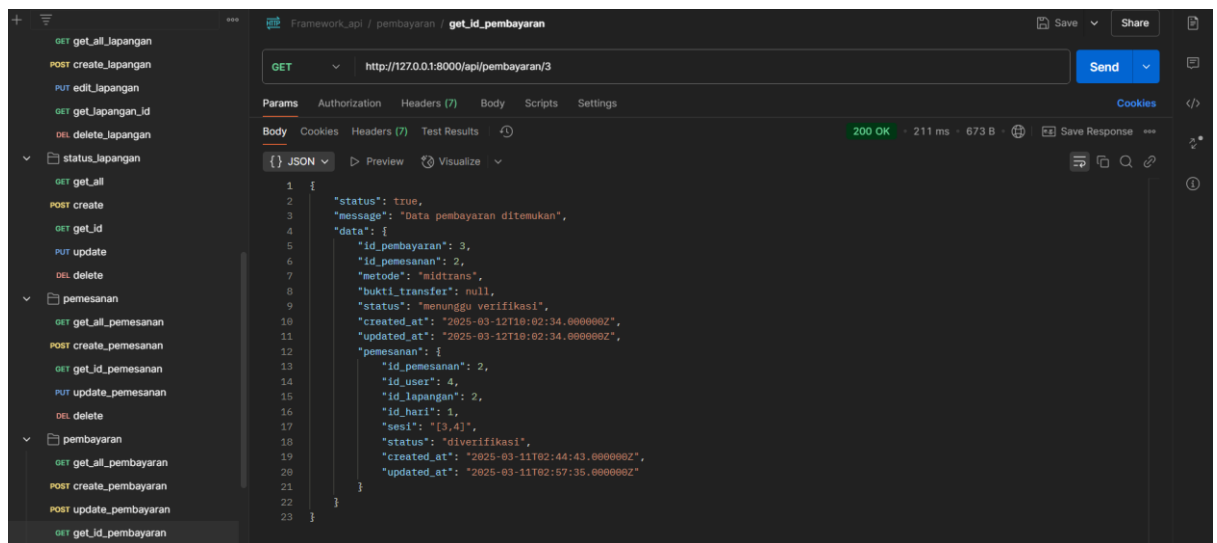 Framework_api / pembayaran / get_id_pembayaran
Save
Share
GET get_all_lapangan
POST create_lapangan
PUT edit_lapangan
GET get_lapangan_id
DEL delete_lapangan
status_lapangan
GET get_all
POST create
GET get_id
PUT update
DEL delete
pemesanan
GET get_all_pemesanan
POST create_pemesanan
GET get_id_pemesanan
PUT update_pemesanan
DEL delete
pembayaran
GET get_all_pembayaran
POST create_pembayaran
POST update_pembayaran
GET get_id_pembayaran
GET http://127.0.0.1:8000/api/pembayaran/3 Send
Params Authorization Headers (7) Body Scripts Settings Cookies
Body Cookies Headers (7) Test Results 200 OK • 211 ms • 673 B • Save Response
{} JSON Preview Visualize
1 {
2 "status": true,
3 "message": "Data pembayaran ditemukan",
4 "data": {
5 "id_pembayaran": 3,
6 "id_pemesanan": 2,
7 "metode": "midtrans",
8 "bukti_transfer": null,
9 "status": "menunggu verifikasi",
10 "created_at": "2025-03-12T10:02:34.000000Z",
11 "updated_at": "2025-03-12T10:02:34.000000Z",
12 "pemesanan": {
13 "id_pemesanan": 2,
14 "id_user": 4,
15 "id_lapangan": 2,
16 "id_hari": 1,
17 "sesi": "[3,4]",
18 "status": "diverifikasi",
19 "created_at": "2025-03-11T02:44:43.000000Z",
20 "updated_at": "2025-03-11T02:57:35.000000Z"
21 }
22 }
23 }